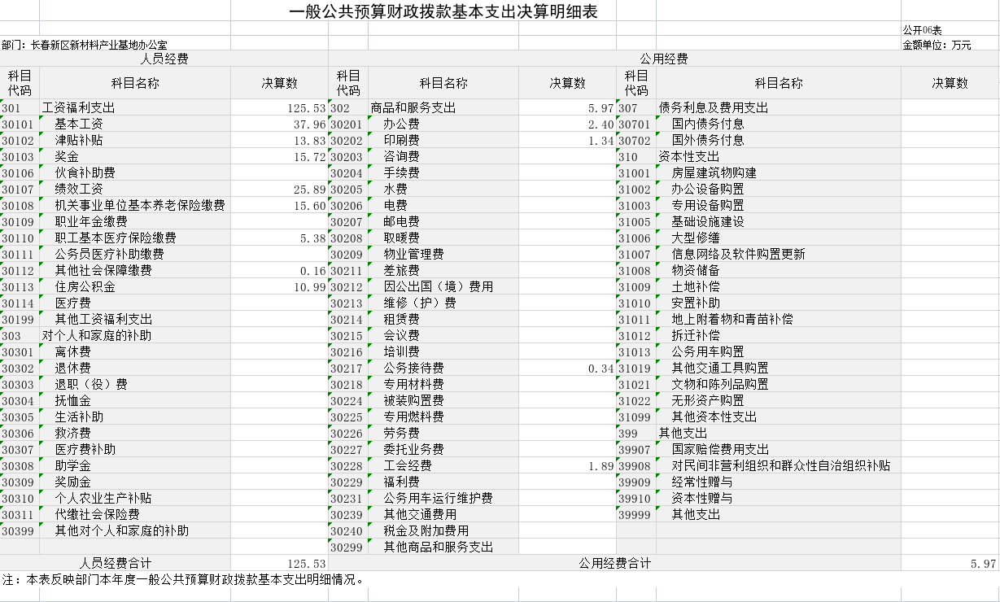 一般公共预算财政拨款基本支出决算明细表
公开06表
部门：长春新区新材料产业基地办公室 金额单位：万元
人员经费 公用经费
科目代码 科目名称 决算数 科目代码 科目名称 决算数 科目代码 科目名称 决算数
301 工资福利支出 125.53 302 商品和服务支出 5.97 307 债务利息及费用支出
30101 基本工资 37.96 30201 办公费 2.40 30701 国内债务付息
30102 津贴补贴 13.83 30202 印刷费 1.34 30702 国外债务付息
30103 奖金 15.72 30203 咨询费 310 资本性支出
30106 伙食补助费 30204 手续费 31001 房屋建筑物购建
30107 绩效工资 25.89 30205 水费 31002 办公设备购置
30108 机关事业单位基本养老保险缴费 15.60 30206 电费 31003 专用设备购置
30109 职业年金缴费 30207 邮电费 31005 基础设施建设
30110 职工基本医疗保险缴费 5.38 30208 取暖费 31006 大型修缮
30111 公务员医疗补助缴费 30209 物业管理费 31007 信息网络及软件购置更新
30112 其他社会保障缴费 0.16 30211 差旅费 31008 物资储备
30113 住房公积金 10.99 30212 因公出国（境）费用 31009 土地补偿
30114 医疗费 30213 维修（护）费 31010 安置补助
30199 其他工资福利支出 30214 租赁费 31011 地上附着物和青苗补偿
303 对个人和家庭的补助 30215 会议费 31012 拆迁补偿
30301 离休费 30216 培训费 31013 公务用车购置
30302 退休费 30217 公务接待费 0.34 31019 其他交通工具购置
30303 退职（役）费 30218 专用材料费 31021 文物和陈列品购置
30304 抚恤金 30224 被装购置费 31022 无形资产购置
30305 生活补助 30225 专用燃料费 31099 其他资本性支出
30306 救济费 30226 劳务费 399 其他支出
30307 医疗费补助 30227 委托业务费 39907 国家赔偿费用支出
30308 助学金 30228 工会经费 1.89 39908 对民间非营利组织和群众性自治组织补贴
30309 奖励金 30229 福利费 39909 经常性赠与
30310 个人农业生产补贴 30231 公务用车运行维护费 39910 资本性赠与
30311 代缴社会保险费 30239 其他交通费用 39999 其他支出
30399 其他对个人和家庭的补助 30240 税金及附加费用
30299 其他商品和服务支出
人员经费合计 125.53 公用经费合计 5.97
注：本表反映部门本年度一般公共预算财政拨款基本支出明细情况。